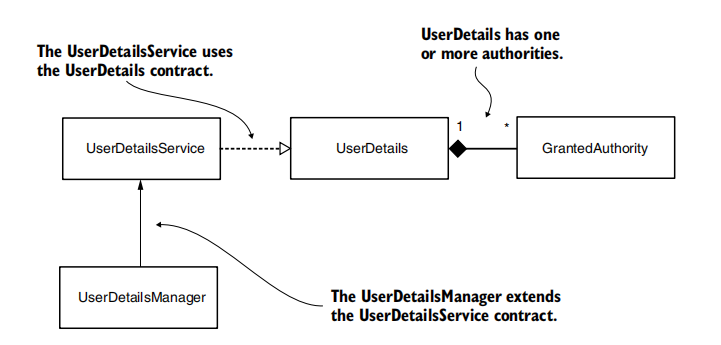 UserDetails has one
or more authorities.
The UserDetailsService uses
the UserDetails contract.
1
*
UserDetailsService
UserDetails
GrantedAuthority
UserDetailsManager
The UserDetailsManager extends
the UserDetailsService contract.